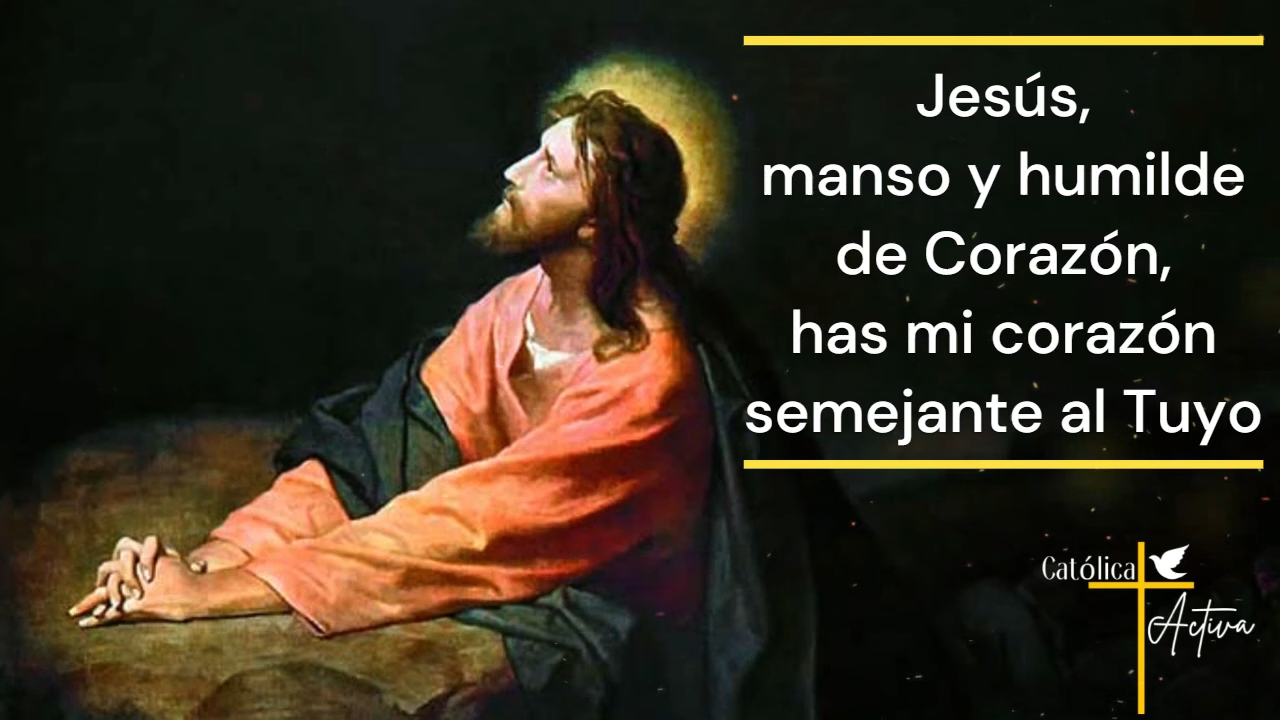 Jesús,
manso y humilde
de Corazón,
has mi corazón
semejante al Tuyo
Católica
Activa